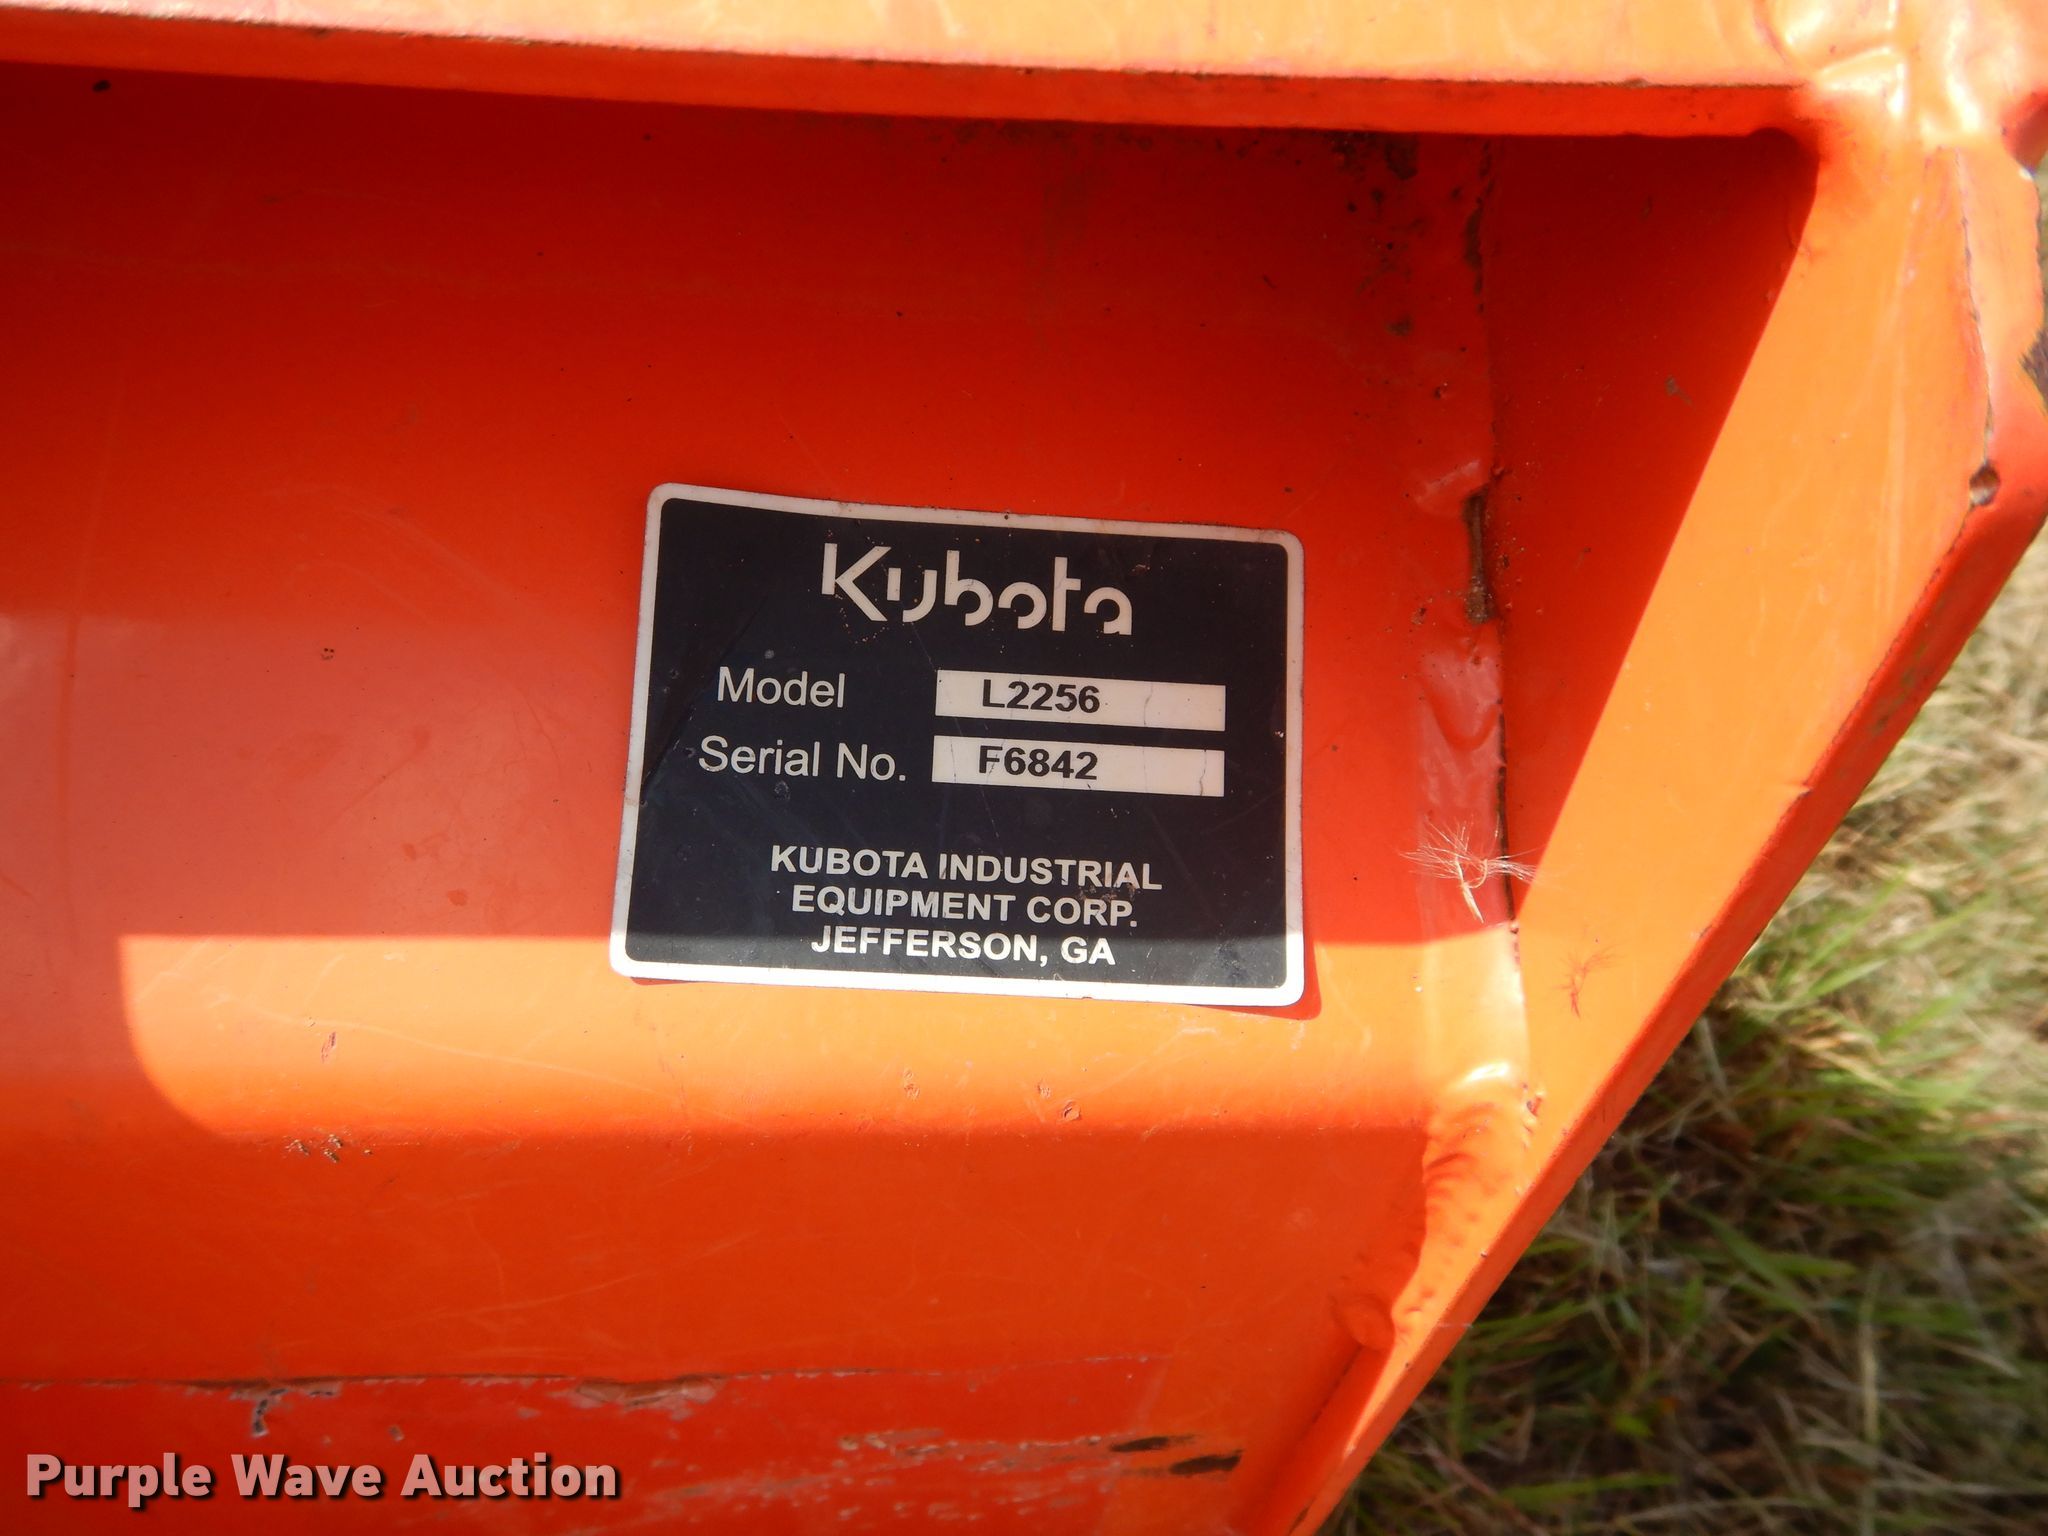 Kubota
Model L2256
Serial No. F6842
KUBOTA INDUSTRIAL
EQUIPMENT CORP.
JEFFERSON, GA
Purple Wave Auction